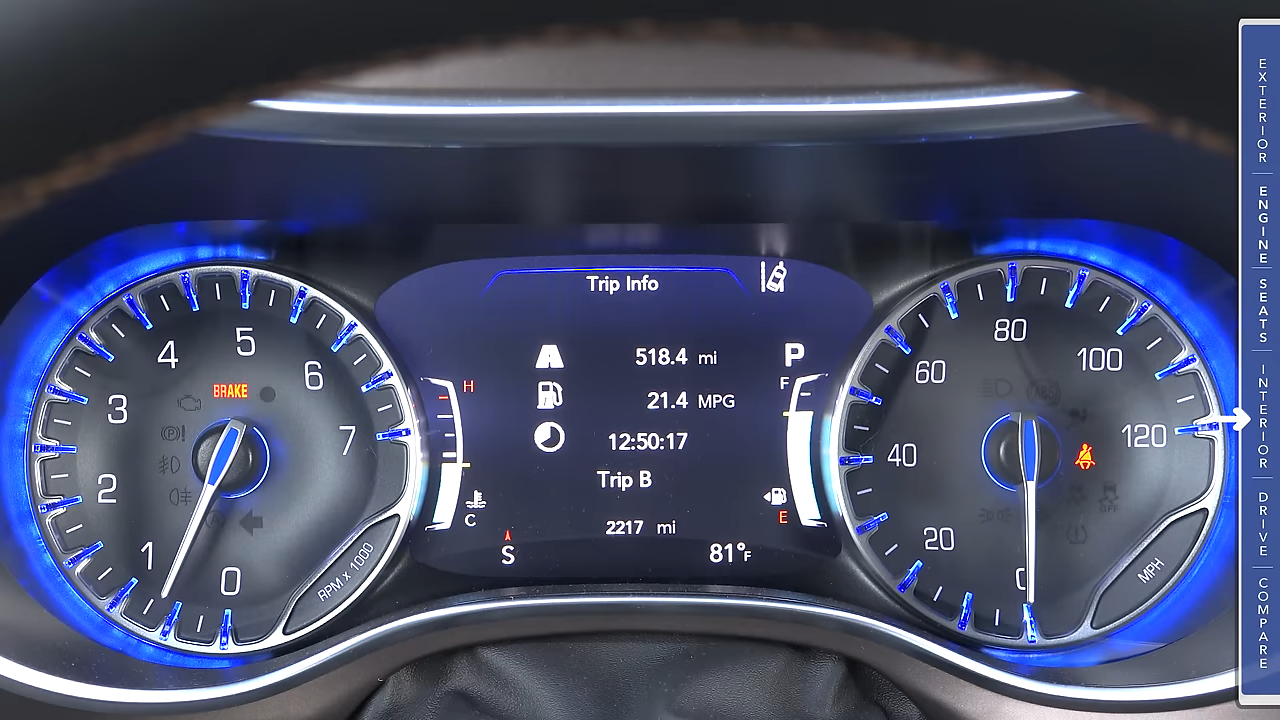 Trip Info
518.4 mi
P
21.4 MPG
12:50:17
Trip B
2217 mi
S
81°F
H
C
F
E
BRAKE
0
1
2
3
4
5
6
7
RPM x 1000
0
20
40
60
80
100
120
MPH
ABS
OFF
EXTERIOR
ENGINE
SEATS
INTERIOR
DRIVE
COMPARE